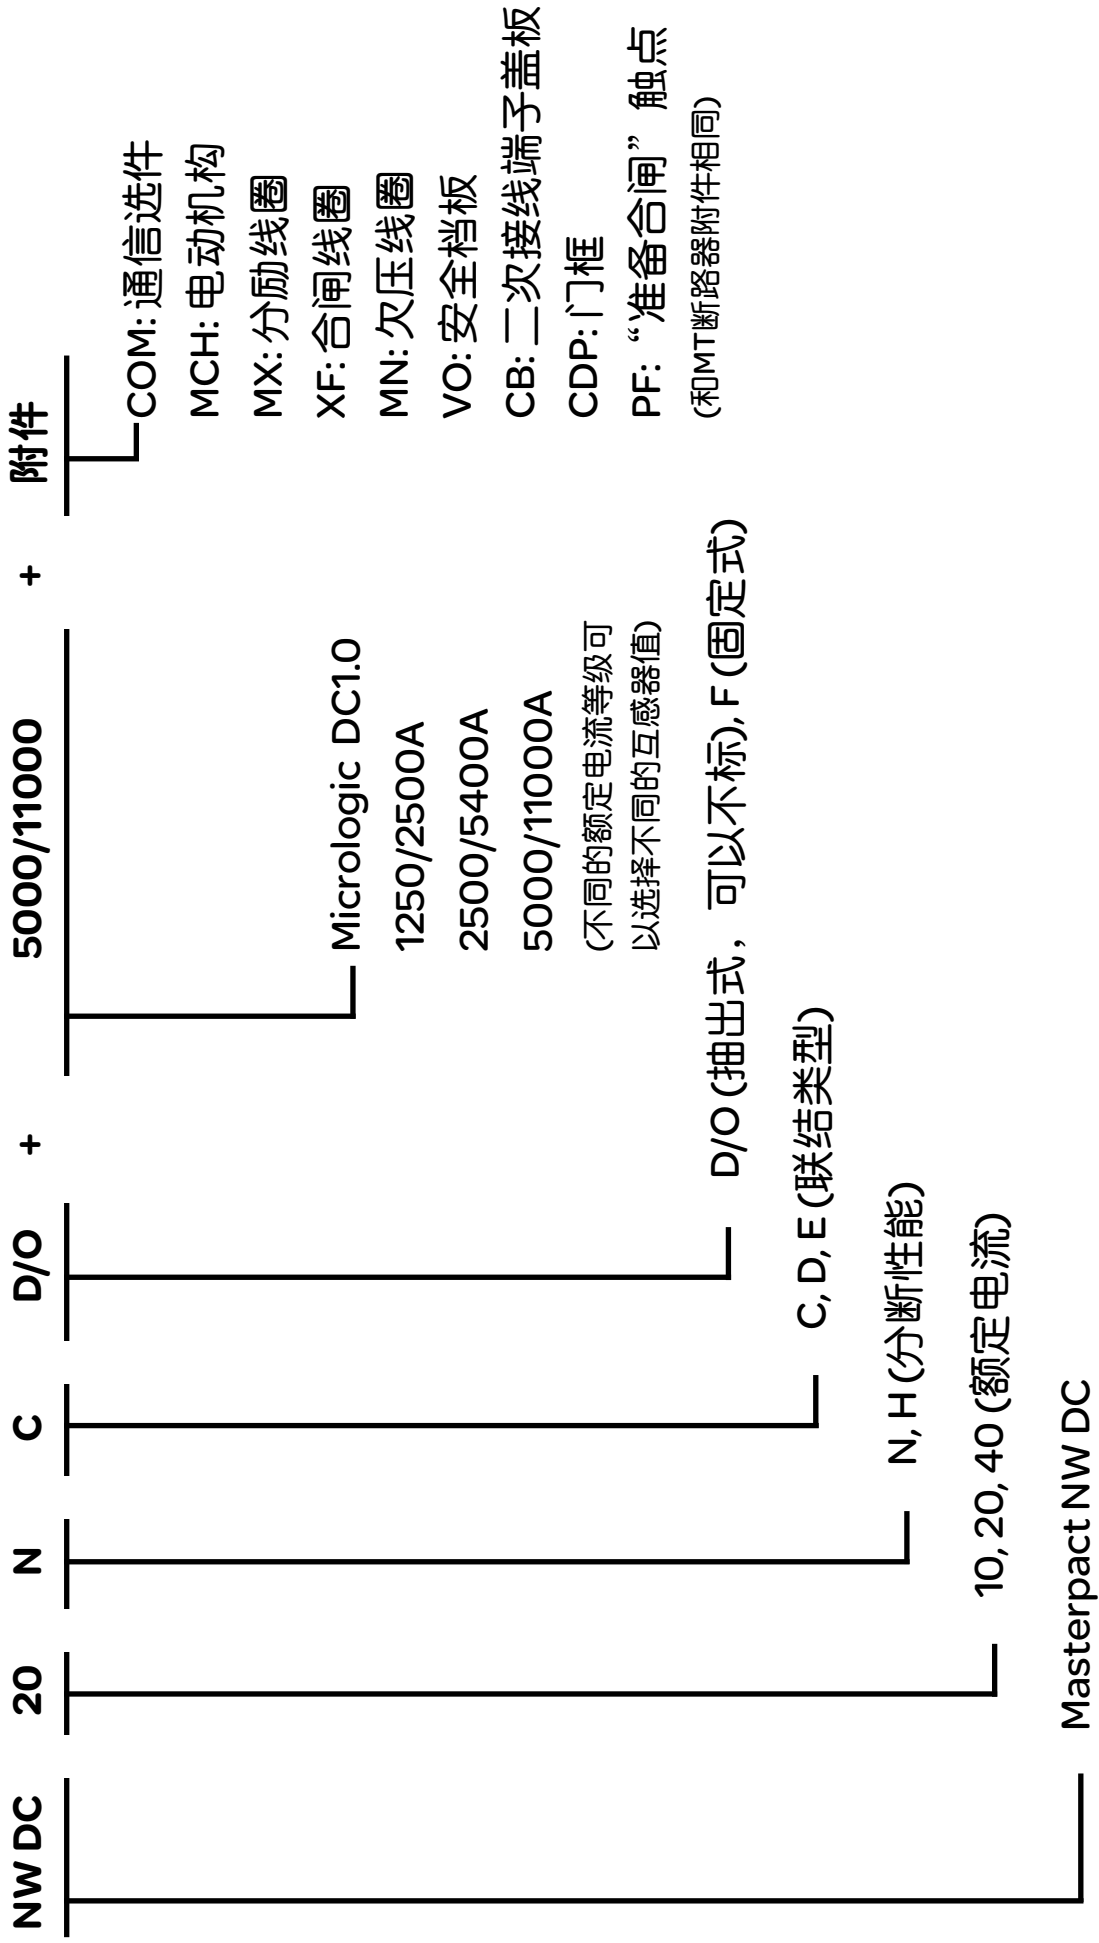 NW DC 20 N C D/O + 5000/11000 + 附件
COM: 通信选件
MCH: 电动机构
MX: 分励线圈
XF: 合闸线圈
MN: 欠压线圈
VO: 安全档板
CB: 二次接线端子盖板
CDP: 门框
PF: “准备合闸” 触点
(和MT断路器附件相同)
Micrologic DC1.0
1250/2500A
2500/5400A
5000/11000A
(不同的额定电流等级可
以选择不同的互感器值)
D/O (抽出式, 可以不标), F (固定式)
C, D, E (联结类型)
N, H (分断性能)
10, 20, 40 (额定电流)
Masterpact NW DC